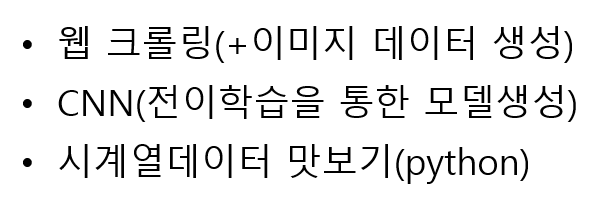 • 웹 크롤링(+이미지 데이터 생성)
• CNN(전이학습을 통한 모델생성)
• 시계열데이터 맛보기(python)